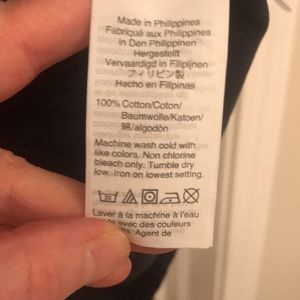 Made in Philippines
Fabriqué aux Philippines
in Den Philippinen
Hergestellt
Vervaardigd in Filipijnen
フィリピン製
Hecho en Filipinas
100% Cotton/Coton/
Baumwolle/Katoen/
綿/algodón
Machine wash cold with
like colors. Non chlorine
bleach only. Tumble dry
low. Iron on lowest setting.
30
Laver à la machine à l'eau
avec des couleurs
Agent de